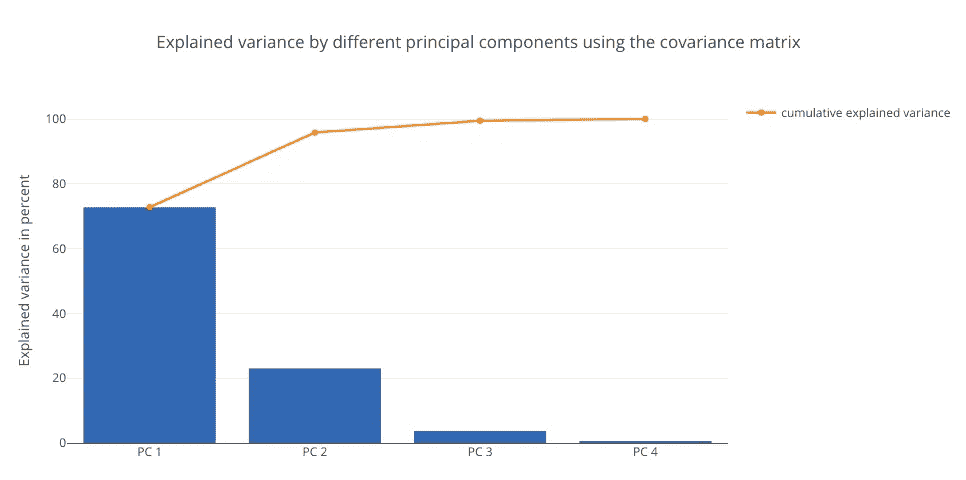 Explained variance by different principal components using the covariance matrix
cumulative explained variance
Explained variance in percent
100
80
60
40
20
0
PC 1
PC 2
PC 3
PC 4